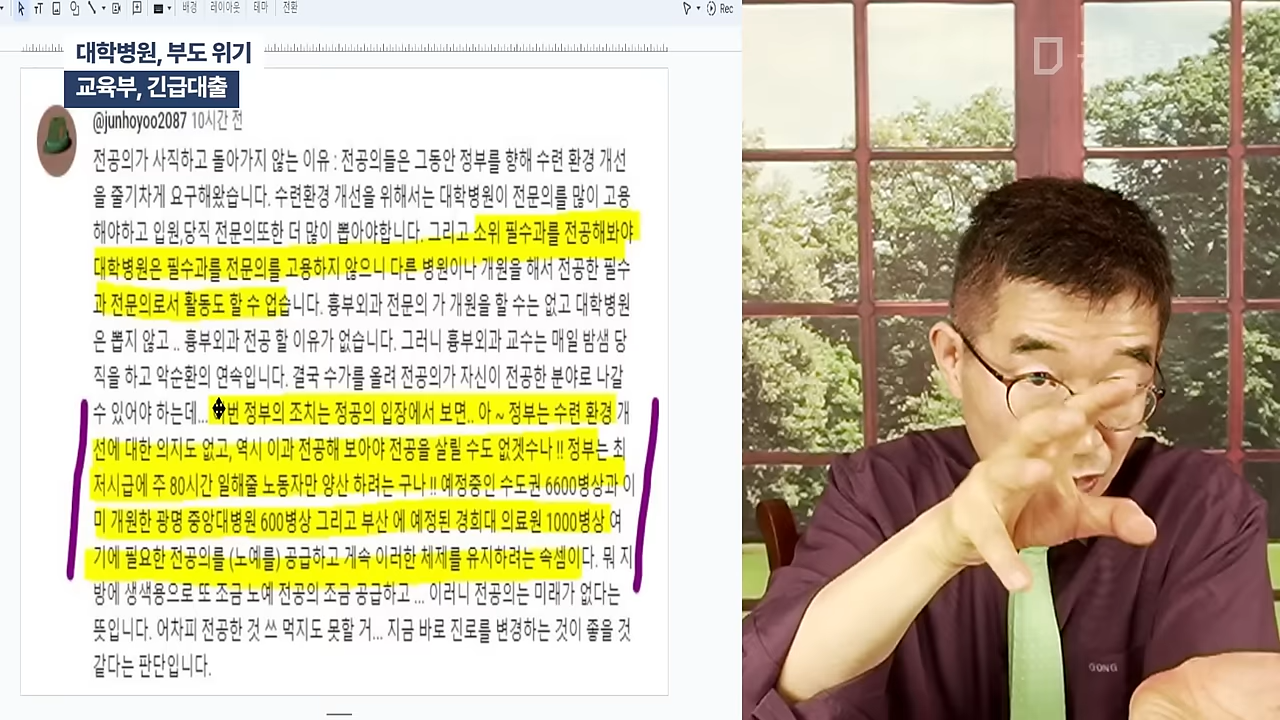 배경 레이아웃 테마 전환
Rec
대학병원, 부도 위기
교육부, 긴급대출
@junhoyoo2087 10시간 전
전공의가 사직하고 돌아가지 않는 이유 : 전공의들은 그동안 정부를 향해 수련 환경 개선
을 줄기차게 요구해왔습니다. 수련환경 개선을 위해서는 대학병원이 전문의를 많이 고용
해야하고 입원,당직 전문의또한 더 많이 뽑아야합니다. 그리고 소위 필수과를 전공해봐야
대학병원은 필수과를 전문의를 고용하지 않으니 다른 병원이나 개원을 해서 전공한 필수
과 전문의로서 활동도 할 수 업습니다. 흉부외과 전문의 가 개원을 할 수는 없고 대학병원
은 뽑지 않고 .. 흉부외과 전공 할 이유가 없습니다. 그러니 흉부외과 교수는 매일 밤샘 당
직을 하고 악순환의 연속입니다. 결국 수가를 올려 전공의가 자신이 전공한 분야로 나갈
수 있어야 하는데... 번 정부의 조치는 정공의 입장에서 보면.. 아 ~ 정부는 수련 환경 개
선에 대한 의지도 없고, 역시 이과 전공해 보아야 전공을 살릴 수도 없겟수나 !! 정부는 최
저시급에 주 80시간 일해줄 노동자만 양산 하려는 구나 !! 예정중인 수도권 6600병상과 이
미 개원한 광명 중앙대병원 600병상 그리고 부산 에 예정된 경희대 의료원 1000병상 여
기에 필요한 전공의를 (노예를) 공급하고 게속 이러한 체제를 유지하려는 속셈이다. 뭐 지
방에 생색용으로 또 조금 노예 전공의 조금 공급하고 ... 이러니 전공의는 미래가 없다는
뜻입니다. 어차피 전공한 것 쓰 먹지도 못할 거... 지금 바로 진로를 변경하는 것이 좋을 것
같다는 판단입니다.
GONG